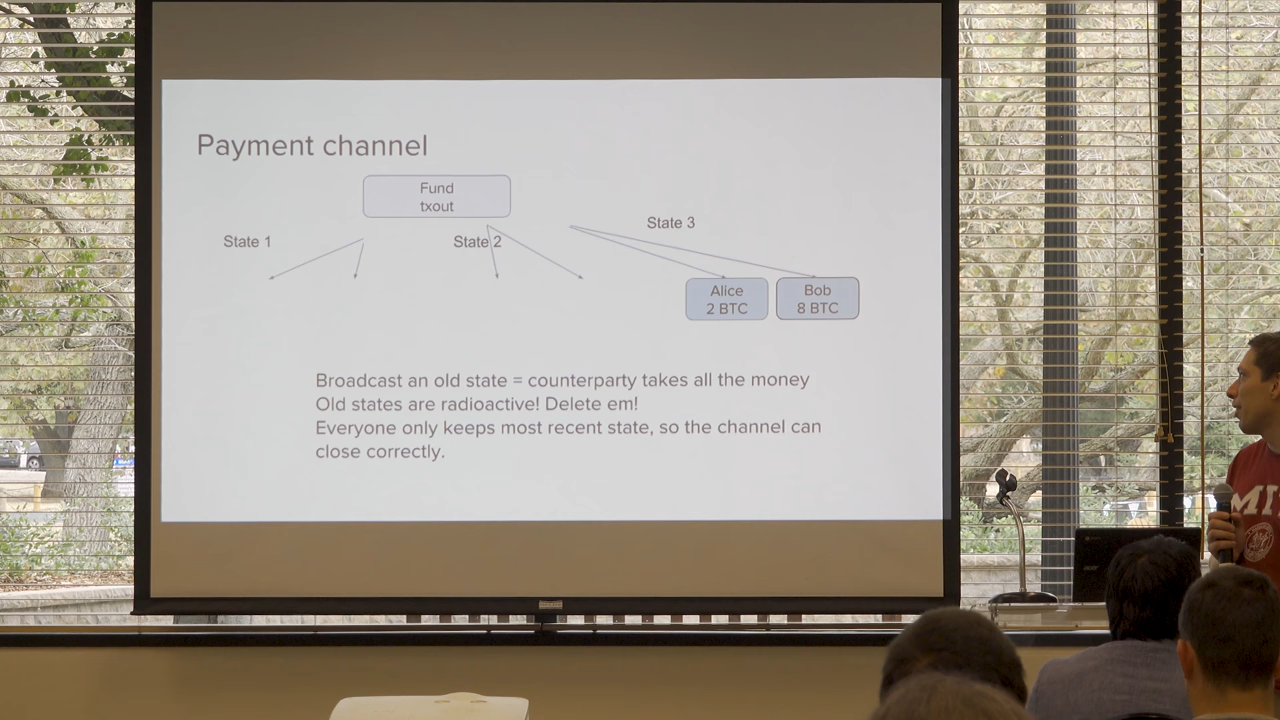 Payment channel
Fund
txout
State 1
State 2
State 3
Alice
2 BTC
Bob
8 BTC
Broadcast an old state = counterparty takes all the money
Old states are radioactive! Delete em!
Everyone only keeps most recent state, so the channel can
close correctly.